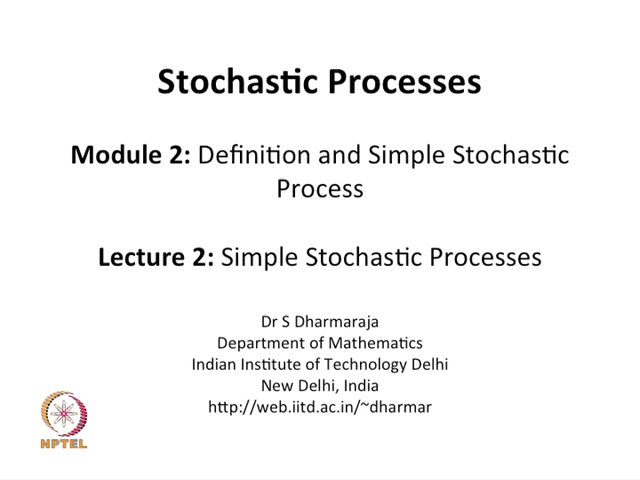 Stochastic Processes
Module 2: Definition and Simple Stochastic
Process
Lecture 2: Simple Stochastic Processes
Dr S Dharmaraja
Department of Mathematics
Indian Institute of Technology Delhi
New Delhi, India
http://web.iitd.ac.in/~dharmar
NPTEL